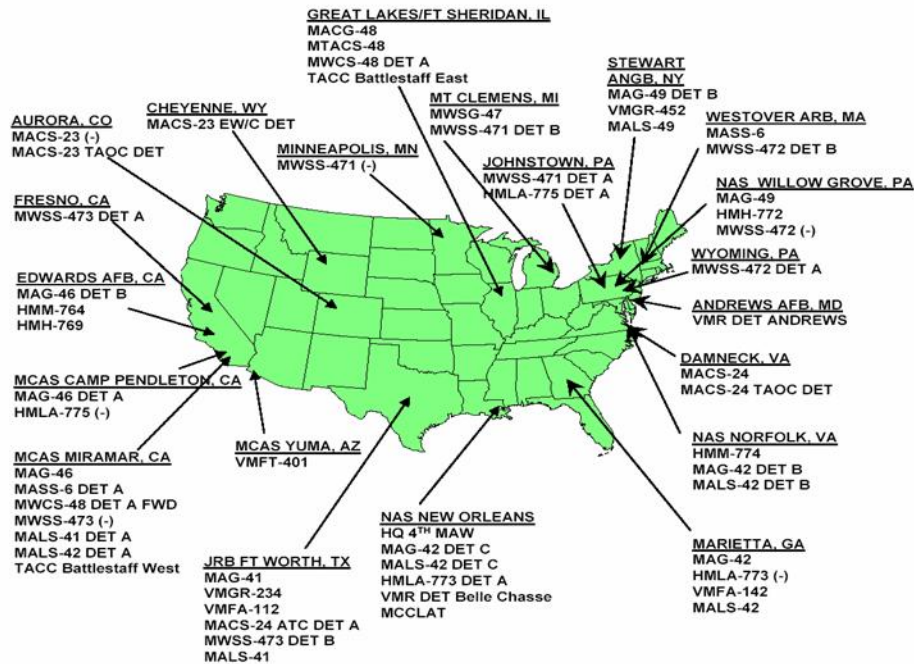 GREAT LAKES/FT SHERIDAN, IL
MACG-48
MTACS-48
MWCS-48 DET A
TACC Battlestaff East
STEWART
ANGB, NY
MAG-49 DET B
VMGR-452
MALS-49
MT CLEMENS, MI
MWSG-47
MWSS-471 DET B
CHEYENNE, WY
MACS-23 EW/C DET
AURORA, CO
MACS-23 (-)
MACS-23 TAOC DET
WESTOVER ARB, MA
MASS-6
MWSS-472 DET B
MINNEAPOLIS, MN
MWSS-471 (-)
JOHNSTOWN, PA
MWSS-471 DET A
HMLA-775 DET A
NAS WILLOW GROVE, PA
MAG-49
HMH-772
MWSS-472 (-)
FRESNO, CA
MWSS-473 DET A
WYOMING, PA
MWSS-472 DET A
EDWARDS AFB, CA
MAG-46 DET B
HMM-764
HMH-769
ANDREWS AFB, MD
VMR DET ANDREWS
DAMNECK, VA
MACS-24
MACS-24 TAOC DET
MCAS CAMP PENDLETON, CA
MAG-46 DET A
HMLA-775 (-)
MCAS YUMA, AZ
VMFT-401
NAS NORFOLK, VA
HMM-774
MAG-42 DET B
MALS-42 DET B
MCAS MIRAMAR, CA
MAG-46
MASS-6 DET A
MWCS-48 DET A FWD
MWSS-473 (-)
MALS-41 DET A
MALS-42 DET A
TACC Battlestaff West
NAS NEW ORLEANS
HQ 4TH MAW
MAG-42 DET C
MALS-42 DET C
HMLA-773 DET A
VMR DET Belle Chasse
MCCLAT
MARIETTA, GA
MAG-42
HMLA-773 (-)
VMFA-142
MALS-42
JRB FT WORTH, TX
MAG-41
VMGR-234
VMFA-112
MACS-24 ATC DET A
MWSS-473 DET B
MALS-41